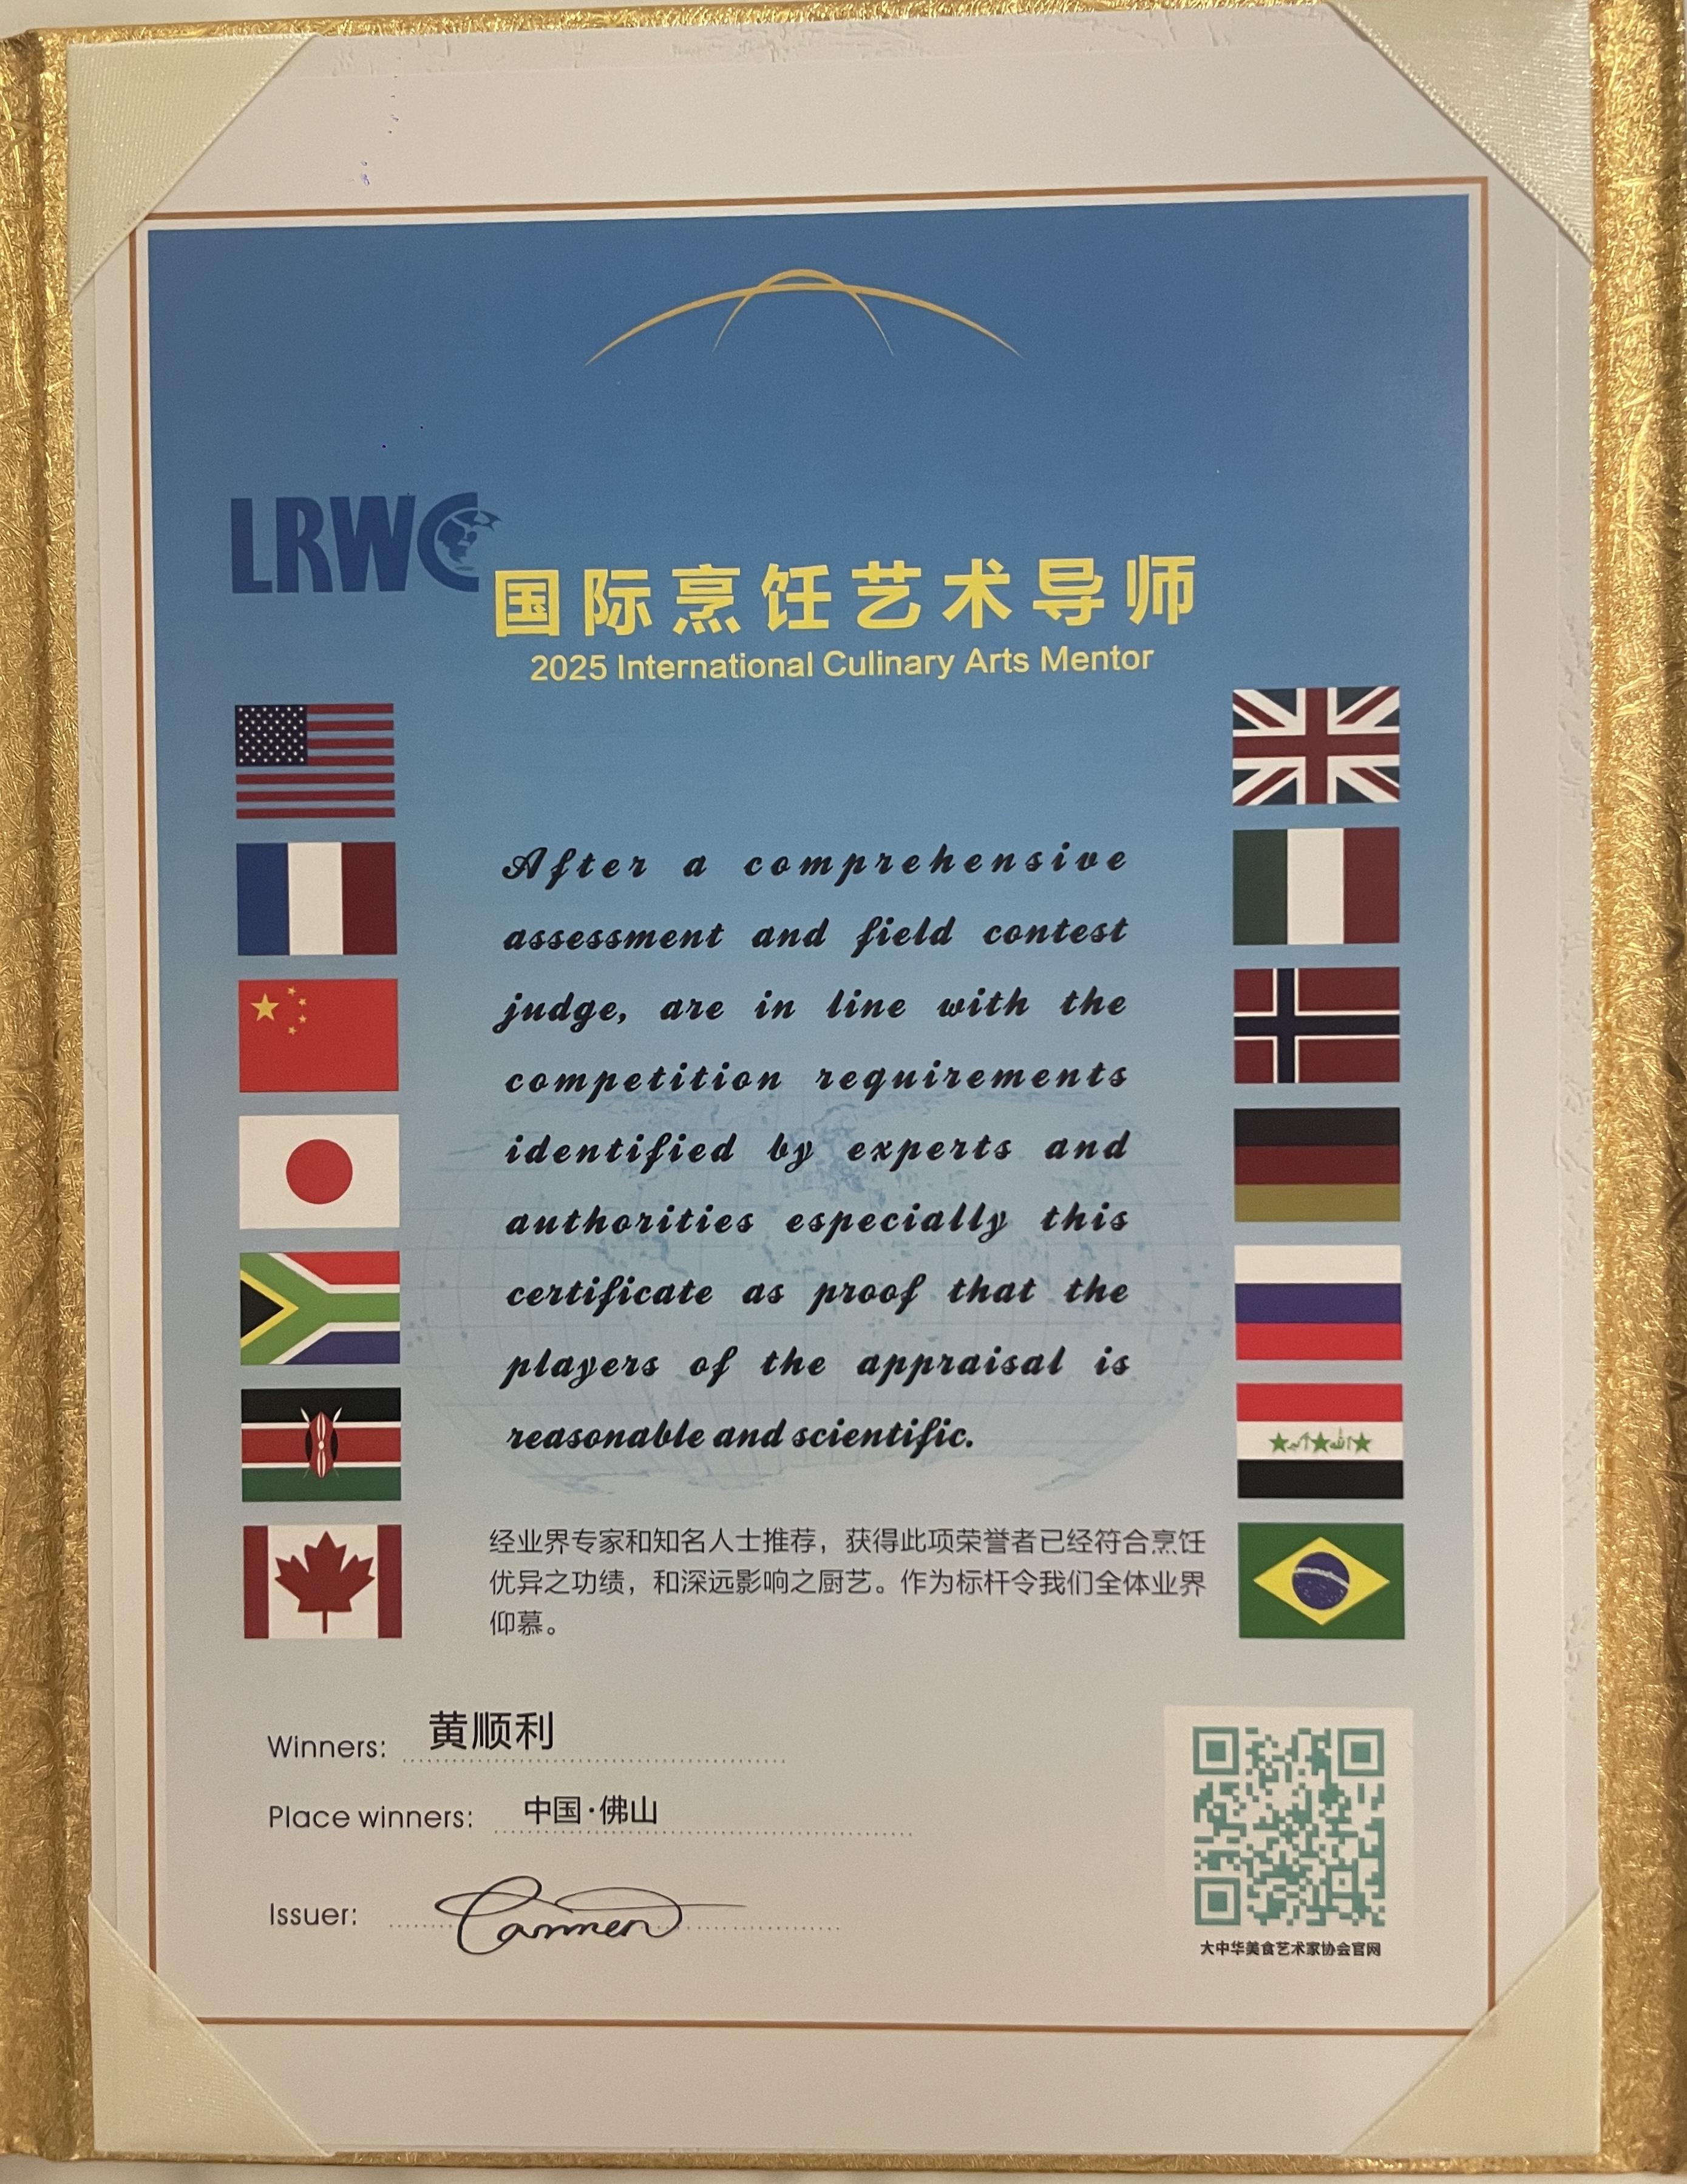 LRWC
国际烹饪艺术导师
2025 International Culinary Arts Mentor
After a comprehensive
assessment and field contest
judge, are in line with the
competition requirements
identified by experts and
authorities especially this
certificate as proof that the
players of the appraisal is
reasonable and scientific.
经业界专家和知名人士推荐，获得此项荣誉者已经符合烹饪
优异之功绩，和深远影响之厨艺。作为标杆令我们全体业界
仰慕。
Winners: 黄顺利
Place winners: 中国·佛山
Issuer: Carmen
大中华美食艺术家协会官网